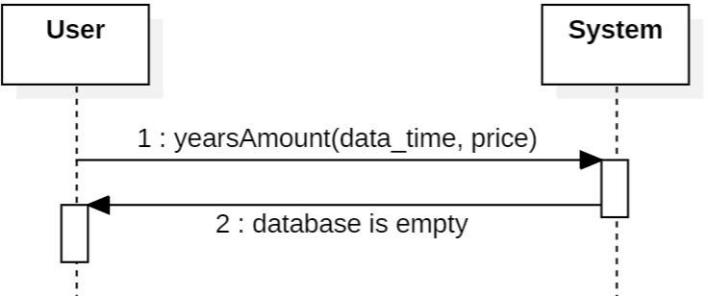 User
System
1 : yearsAmount(data_time, price)
2 : database is empty